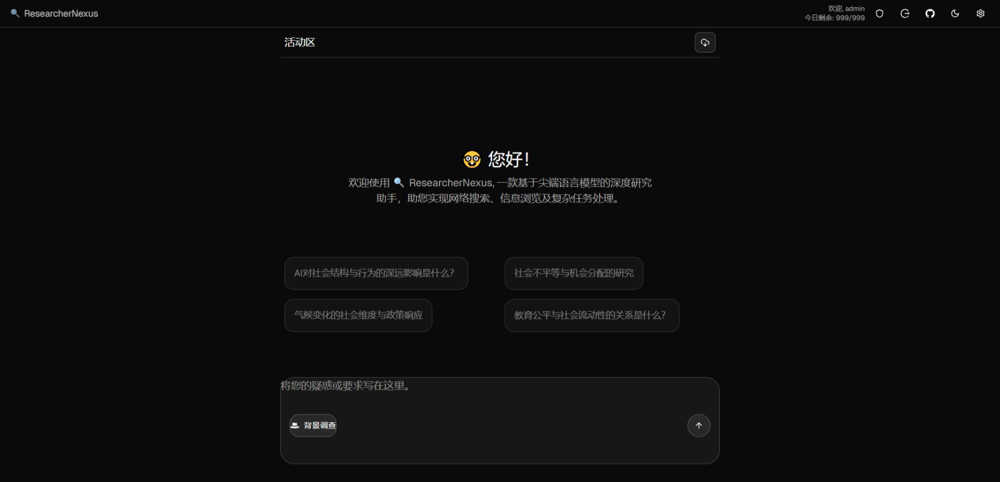 ResearcherNexus
欢迎, admin
今日剩余: 999/999
活动区
您好！
欢迎使用 🔍 ResearcherNexus, 一款基于尖端语言模型的深度研究
助手，助您实现网络搜索、信息浏览及复杂任务处理。
AI对社会结构与行为的深远影响是什么？
社会不平等与机会分配的研究
气候变化的社会维度与政策响应
教育公平与社会流动性的关系是什么？
将您的疑惑或要求写在这里。
背景调查